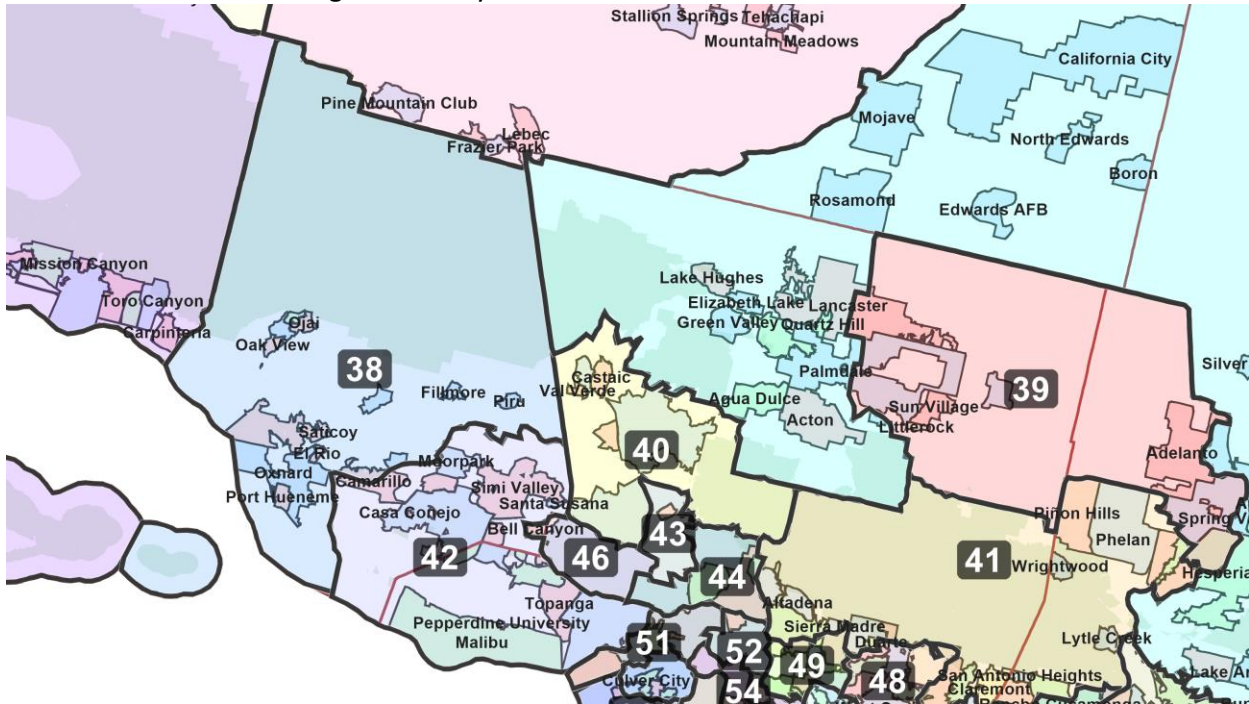 Stallion Springs
Tehachapi
Mountain Meadows
California City
Pine Mountain Club
Lebec
Frazier Park
Mojave
North Edwards
Boron
Rosamond
Edwards AFB
Mission Canyon
Toro Canyon
Carpinteria
Lake Hughes
Elizabeth Lake
Lancaster
Green Valley
Quartz Hill
Ojai
Oak View
38
Fillmore
Piru
Castaic
Val Verde
Palmdale
Agua Dulce
Acton
39
Sun Village
Littlerock
Silver
Saticoy
El Rio
Oxnard
Port Hueneme
Camarillo
Moorpark
Simi Valley
Santa Susana
Casa Conejo
Bell Canyon
40
Adelanto
Piñon Hills
Spring V
Phelan
42
46
43
44
41
Wrightwood
Hesperia
Topanga
Pepperdine University
Malibu
Altadena
Sierra Madre
Duarte
Lytle Creek
51
52
49
48
San Antonio Heights
Claremont
Lake Ar
Culver City
54